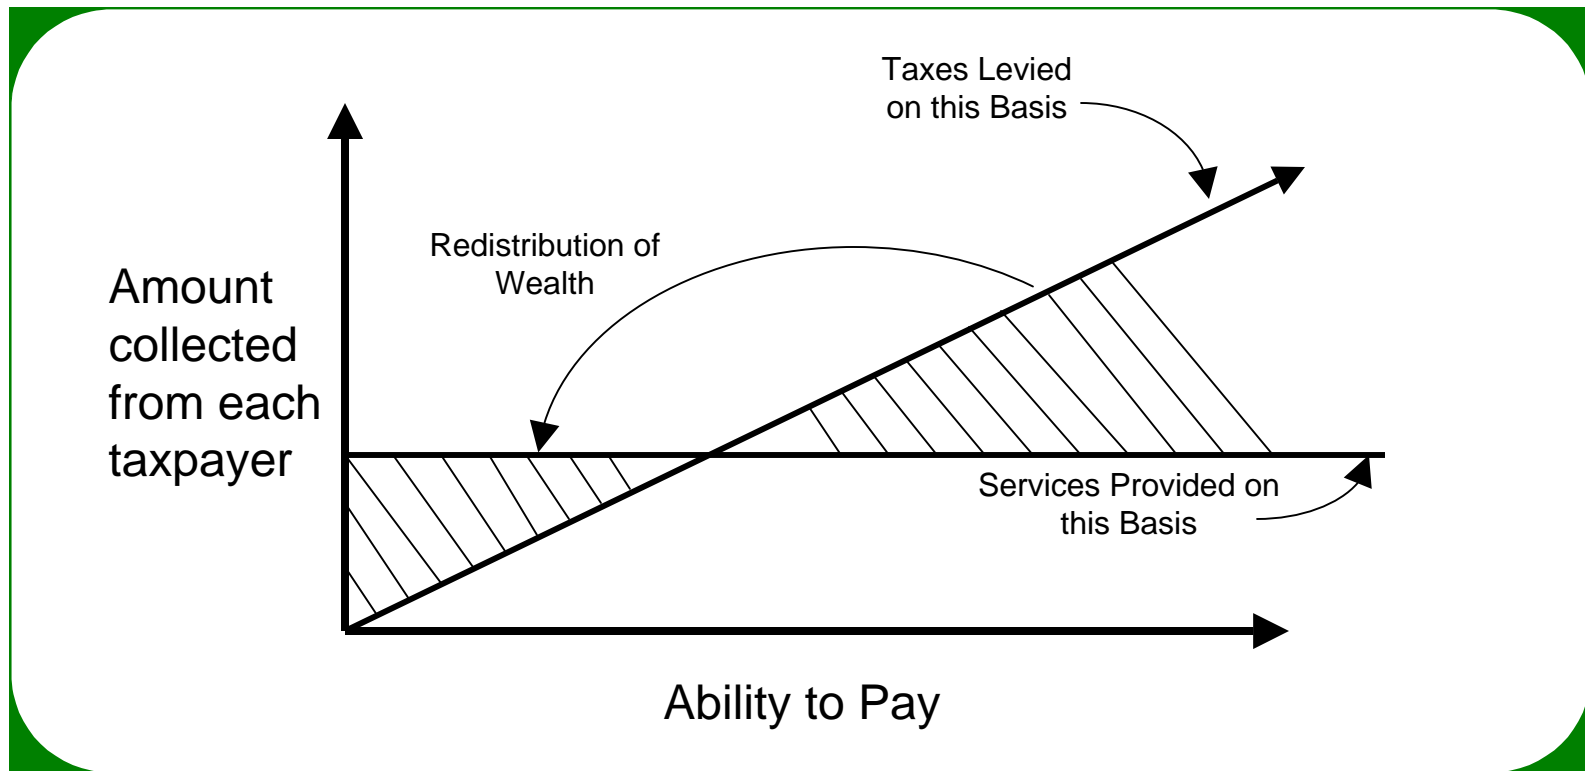 Taxes Levied
on this Basis
Redistribution of
Wealth
Amount
collected
from each
taxpayer
Services Provided on
this Basis
Ability to Pay